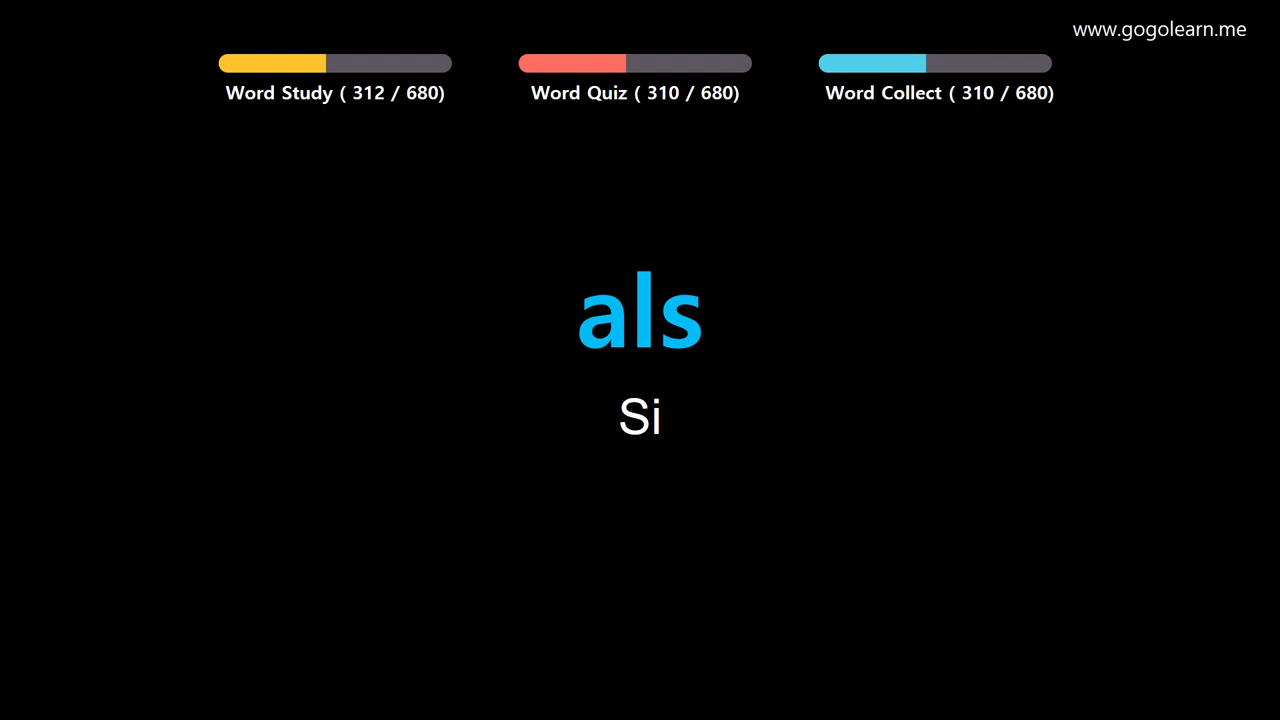 www.gogolearn.me
Word Study ( 312 / 680)
Word Quiz ( 310 / 680)
Word Collect ( 310 / 680)
als
Si